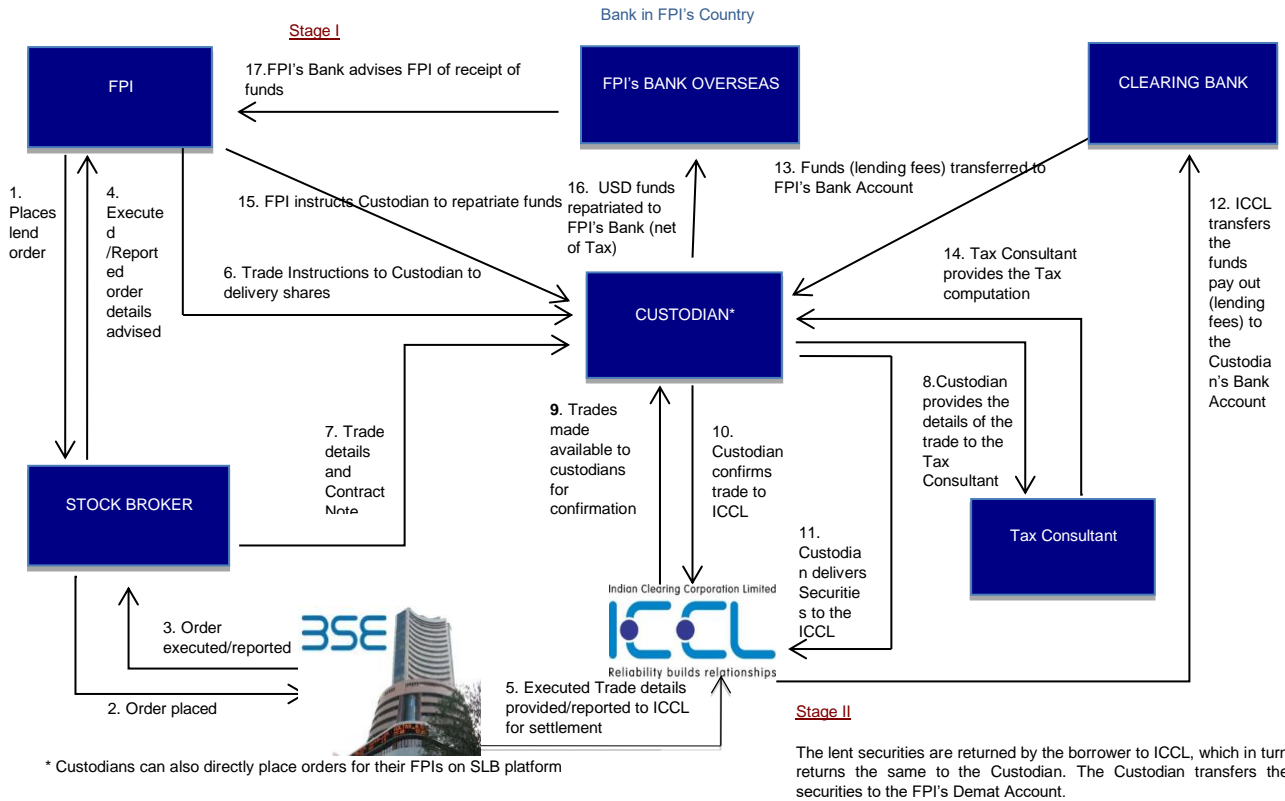 Bank in FPI's Country
Stage I
FPI
17.FPI's Bank advises FPI of receipt of
funds
FPI's BANK OVERSEAS
CLEARING BANK
1.
Places
lend
order
4.
Execute
d
/Report
ed
order
details
advised
15. FPI instructs Custodian to repatriate funds
16. USD funds
repatriated to
FPI's Bank (net
of Tax)
13. Funds (lending fees) transferred to
FPI's Bank Account
12. ICCL
transfers
the
funds
pay out
(lending
fees) to
the
Custodia
n's Bank
Account
6. Trade Instructions to Custodian to
delivery shares
14. Tax Consultant
provides the Tax
computation
CUSTODIAN*
7. Trade
details
and
Contract
Note
9. Trades
made
available to
custodians
for
confirmation
10.
Custodian
confirms
trade to
ICCL
8.Custodian
provides the
details of the
trade to the
Tax
Consultant
STOCK BROKER
Tax Consultant
11.
Custodia
n delivers
Securitie
s to the
ICCL
Indian Clearing Corporation Limited
ICCL
Reliability builds relationships
3. Order
executed/reported
BSE
2. Order placed
5. Executed Trade details
provided/reported to ICCL
for settlement
Stage II
* Custodians can also directly place orders for their FPIs on SLB platform
The lent securities are returned by the borrower to ICCL, which in turn
returns the same to the Custodian. The Custodian transfers the
securities to the FPI's Demat Account.